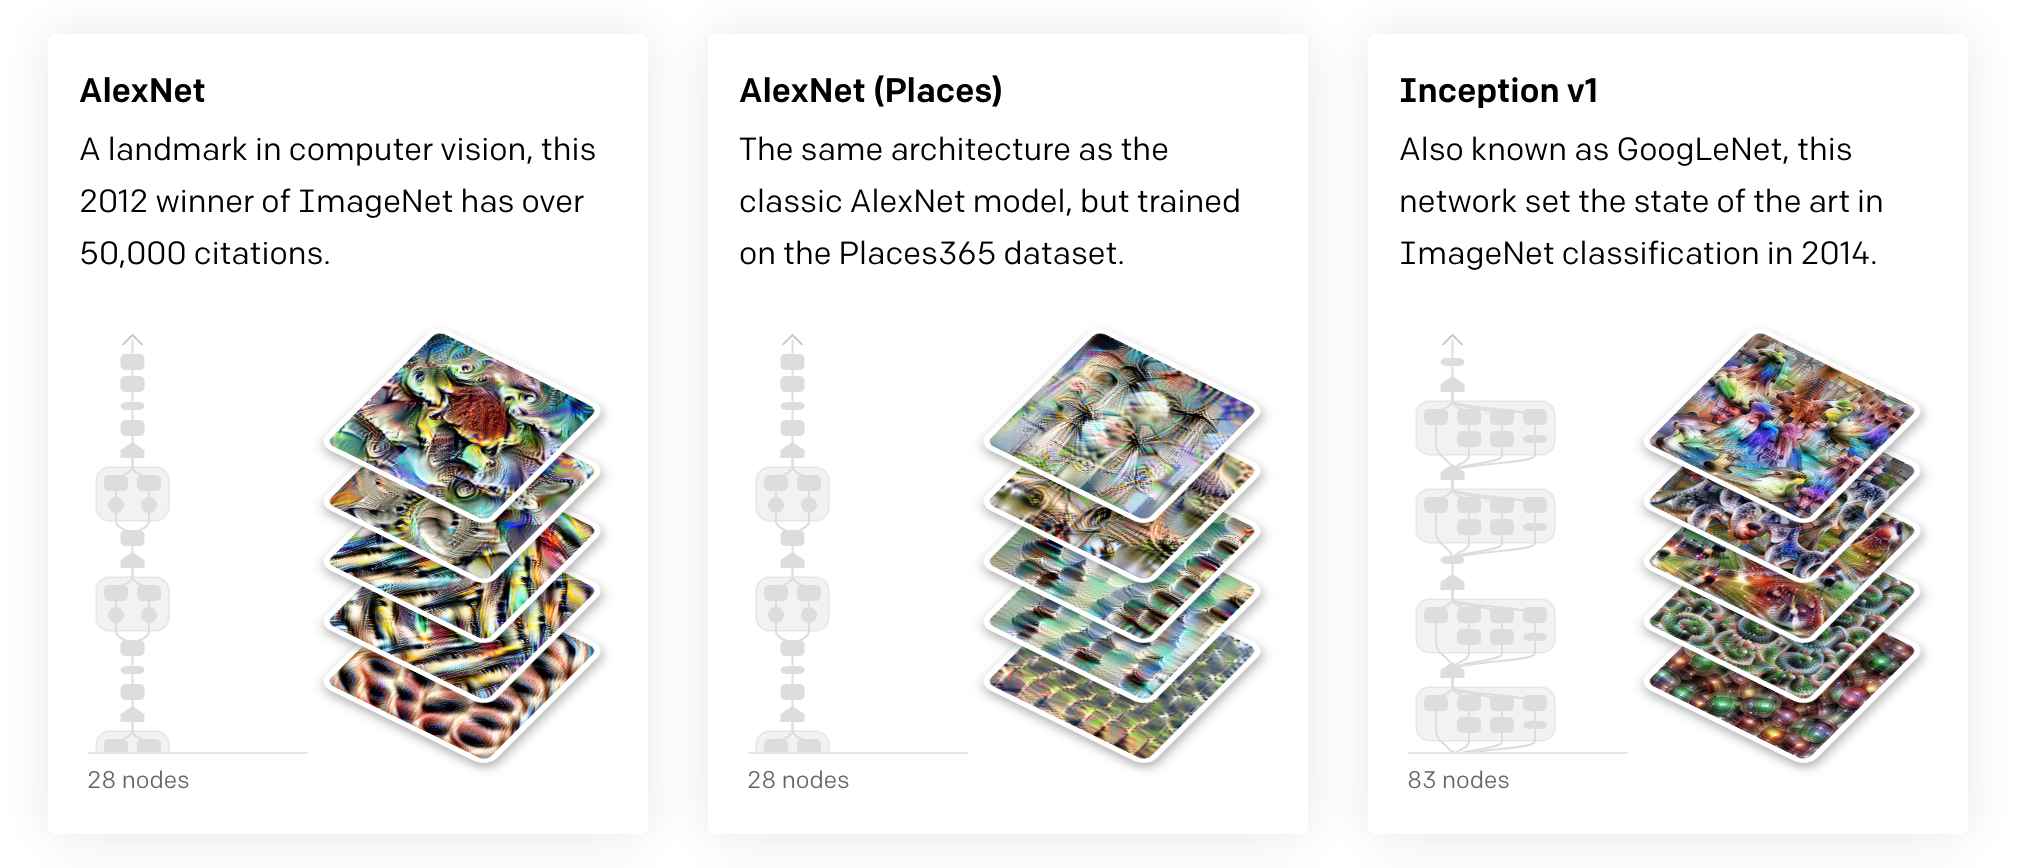 AlexNet
A landmark in computer vision, this
2012 winner of ImageNet has over
50,000 citations.
28 nodes
AlexNet (Places)
The same architecture as the
classic AlexNet model, but trained
on the Places365 dataset.
28 nodes
Inception v1
Also known as GoogLeNet, this
network set the state of the art in
ImageNet classification in 2014.
83 nodes